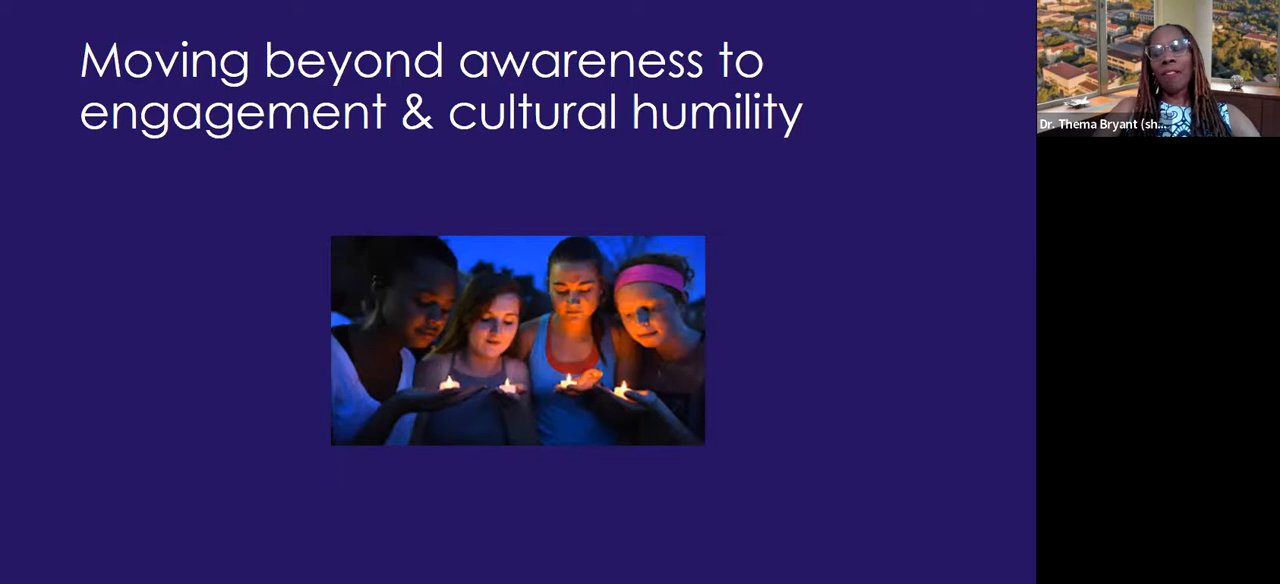 Moving beyond awareness to
engagement & cultural humility
Dr. Thema Bryant (sh...